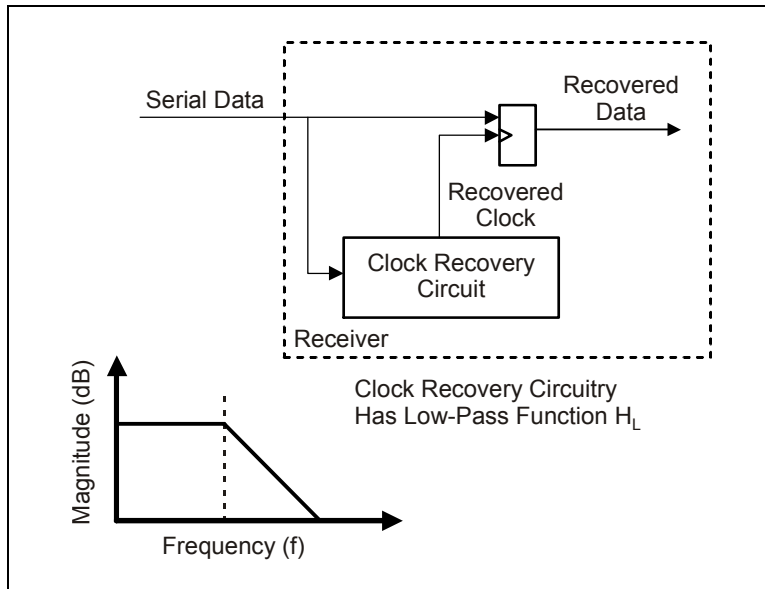 Serial Data
Recovered
Data
Recovered
Clock
Clock Recovery
Circuit
Receiver
Clock Recovery Circuitry
Has Low-Pass Function H_L
Magnitude (dB)
Frequency (f)